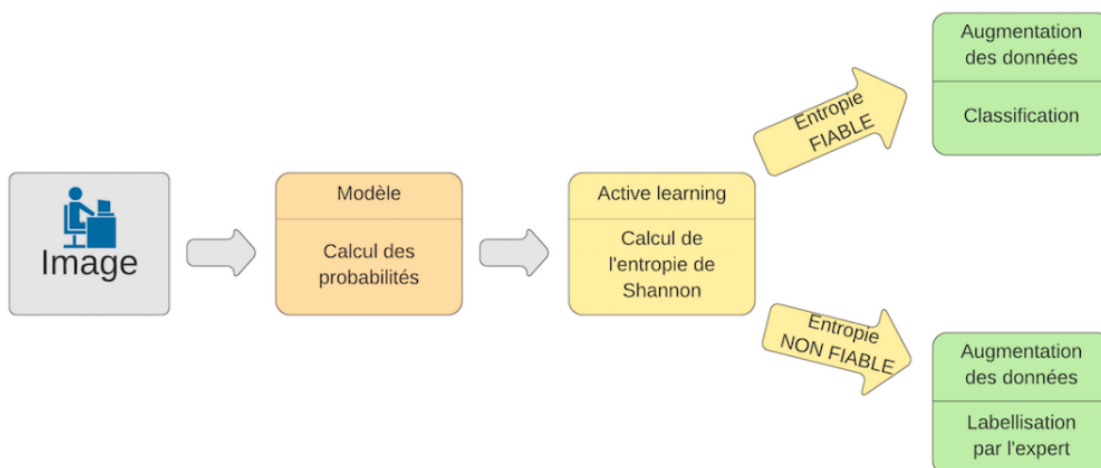 Image
Modèle
Calcul des
probabilités
Active learning
Calcul de
l'entropie de
Shannon
Entropie
FIABLE
Augmentation
des données
Classification
Entropie
NON FIABLE
Augmentation
des données
Labellisation
par l'expert